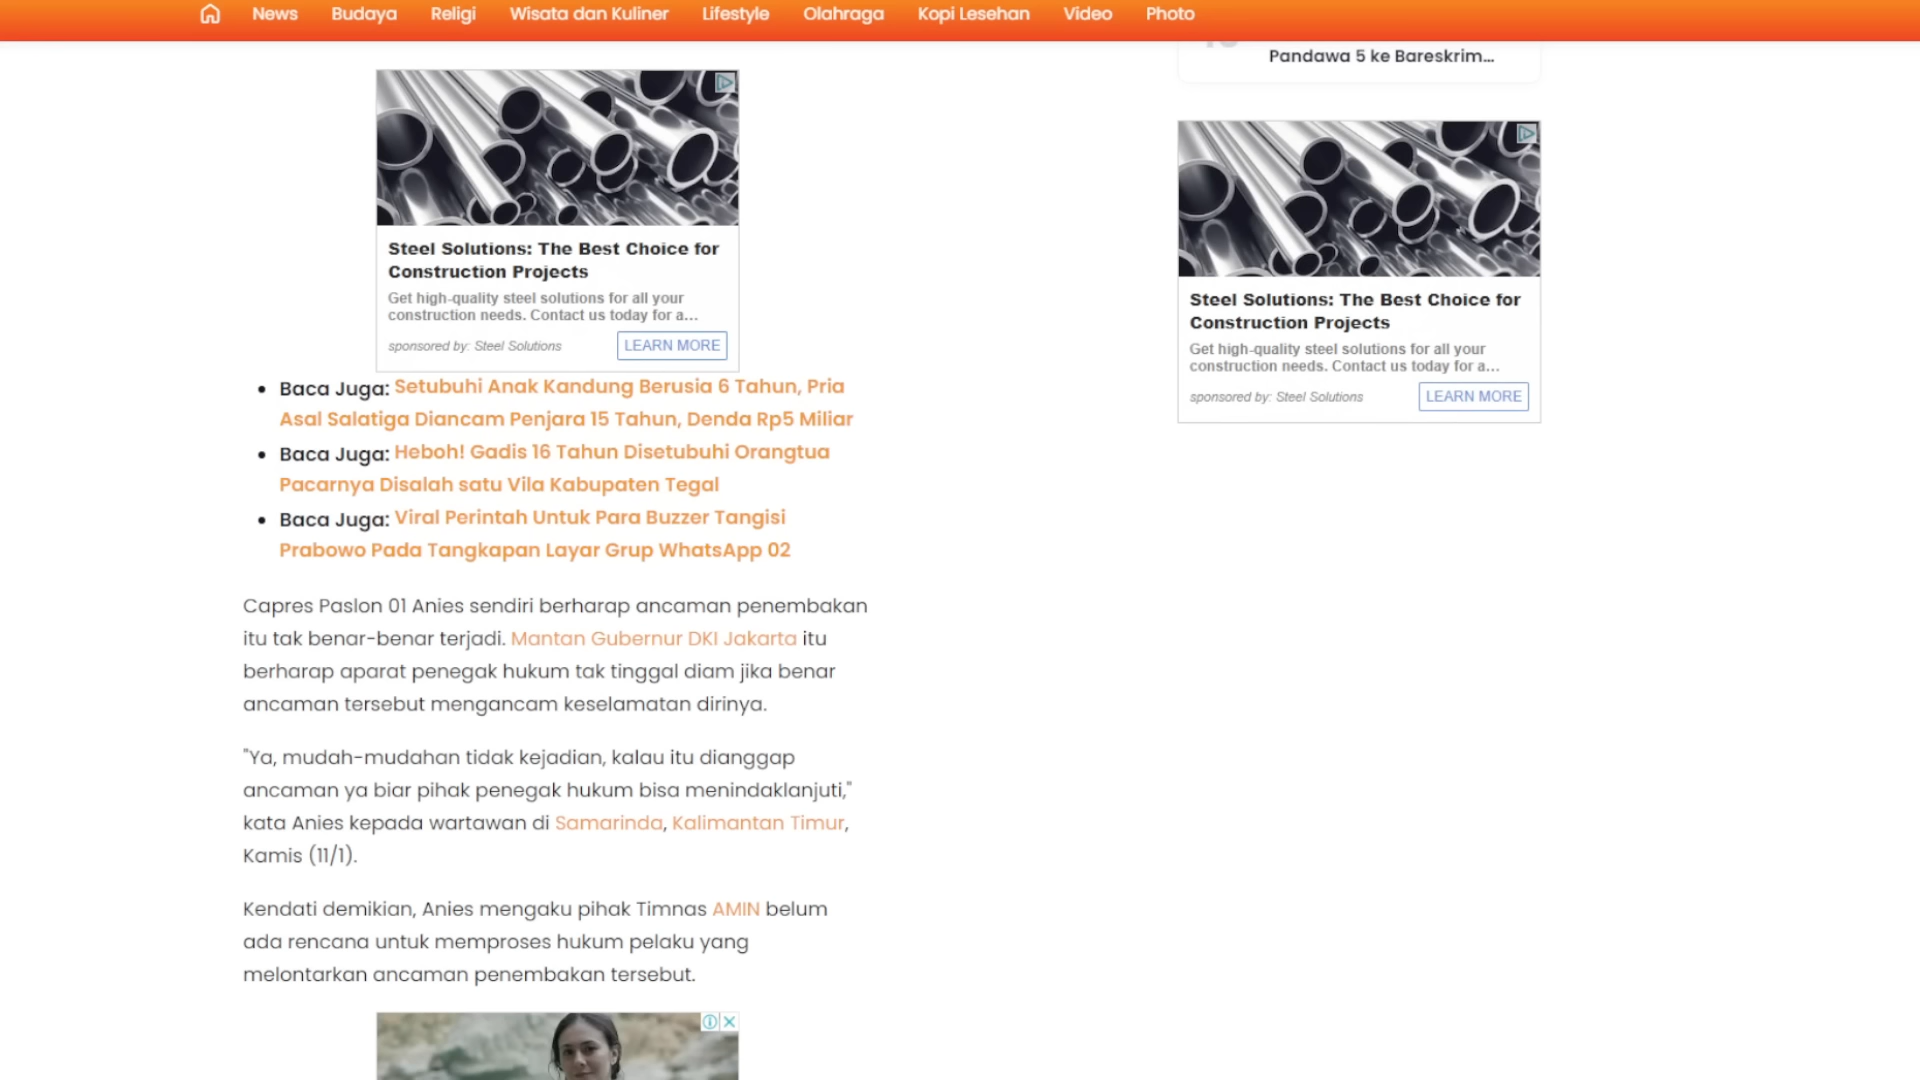 News Budaya Religi Wisata dan Kuliner Lifestyle Olahraga Kopi Lesehan Video Photo
Steel Solutions: The Best Choice for
Construction Projects
Get high-quality steel solutions for all your
construction needs. Contact us today for a...
sponsored by: Steel Solutions
LEARN MORE
Baca Juga: Setubuhi Anak Kandung Berusia 6 Tahun, Pria
Asal Salatiga Diancam Penjara 15 Tahun, Denda Rp5 Miliar
Baca Juga: Heboh! Gadis 16 Tahun Disetubuhi Orangtua
Pacarnya Disalah satu Vila Kabupaten Tegal
Baca Juga: Viral Perintah Untuk Para Buzzer Tangisi
Prabowo Pada Tangkapan Layar Grup WhatsApp 02
Capres Paslon 01 Anies sendiri berharap ancaman penembakan
itu tak benar-benar terjadi. Mantan Gubernur DKI Jakarta itu
berharap aparat penegak hukum tak tinggal diam jika benar
ancaman tersebut mengancam keselamatan dirinya.
"Ya, mudah-mudahan tidak kejadian, kalau itu dianggap
ancaman ya biar pihak penegak hukum bisa menindaklanjuti,"
kata Anies kepada wartawan di Samarinda, Kalimantan Timur,
Kamis (11/1).
Kendati demikian, Anies mengaku pihak Timnas AMIN belum
ada rencana untuk memproses hukum pelaku yang
melontarkan ancaman penembakan tersebut.
Pandawa 5 ke Bareskrim...
Steel Solutions: The Best Choice for
Construction Projects
Get high-quality steel solutions for all your
construction needs. Contact us today for a...
sponsored by: Steel Solutions
LEARN MORE